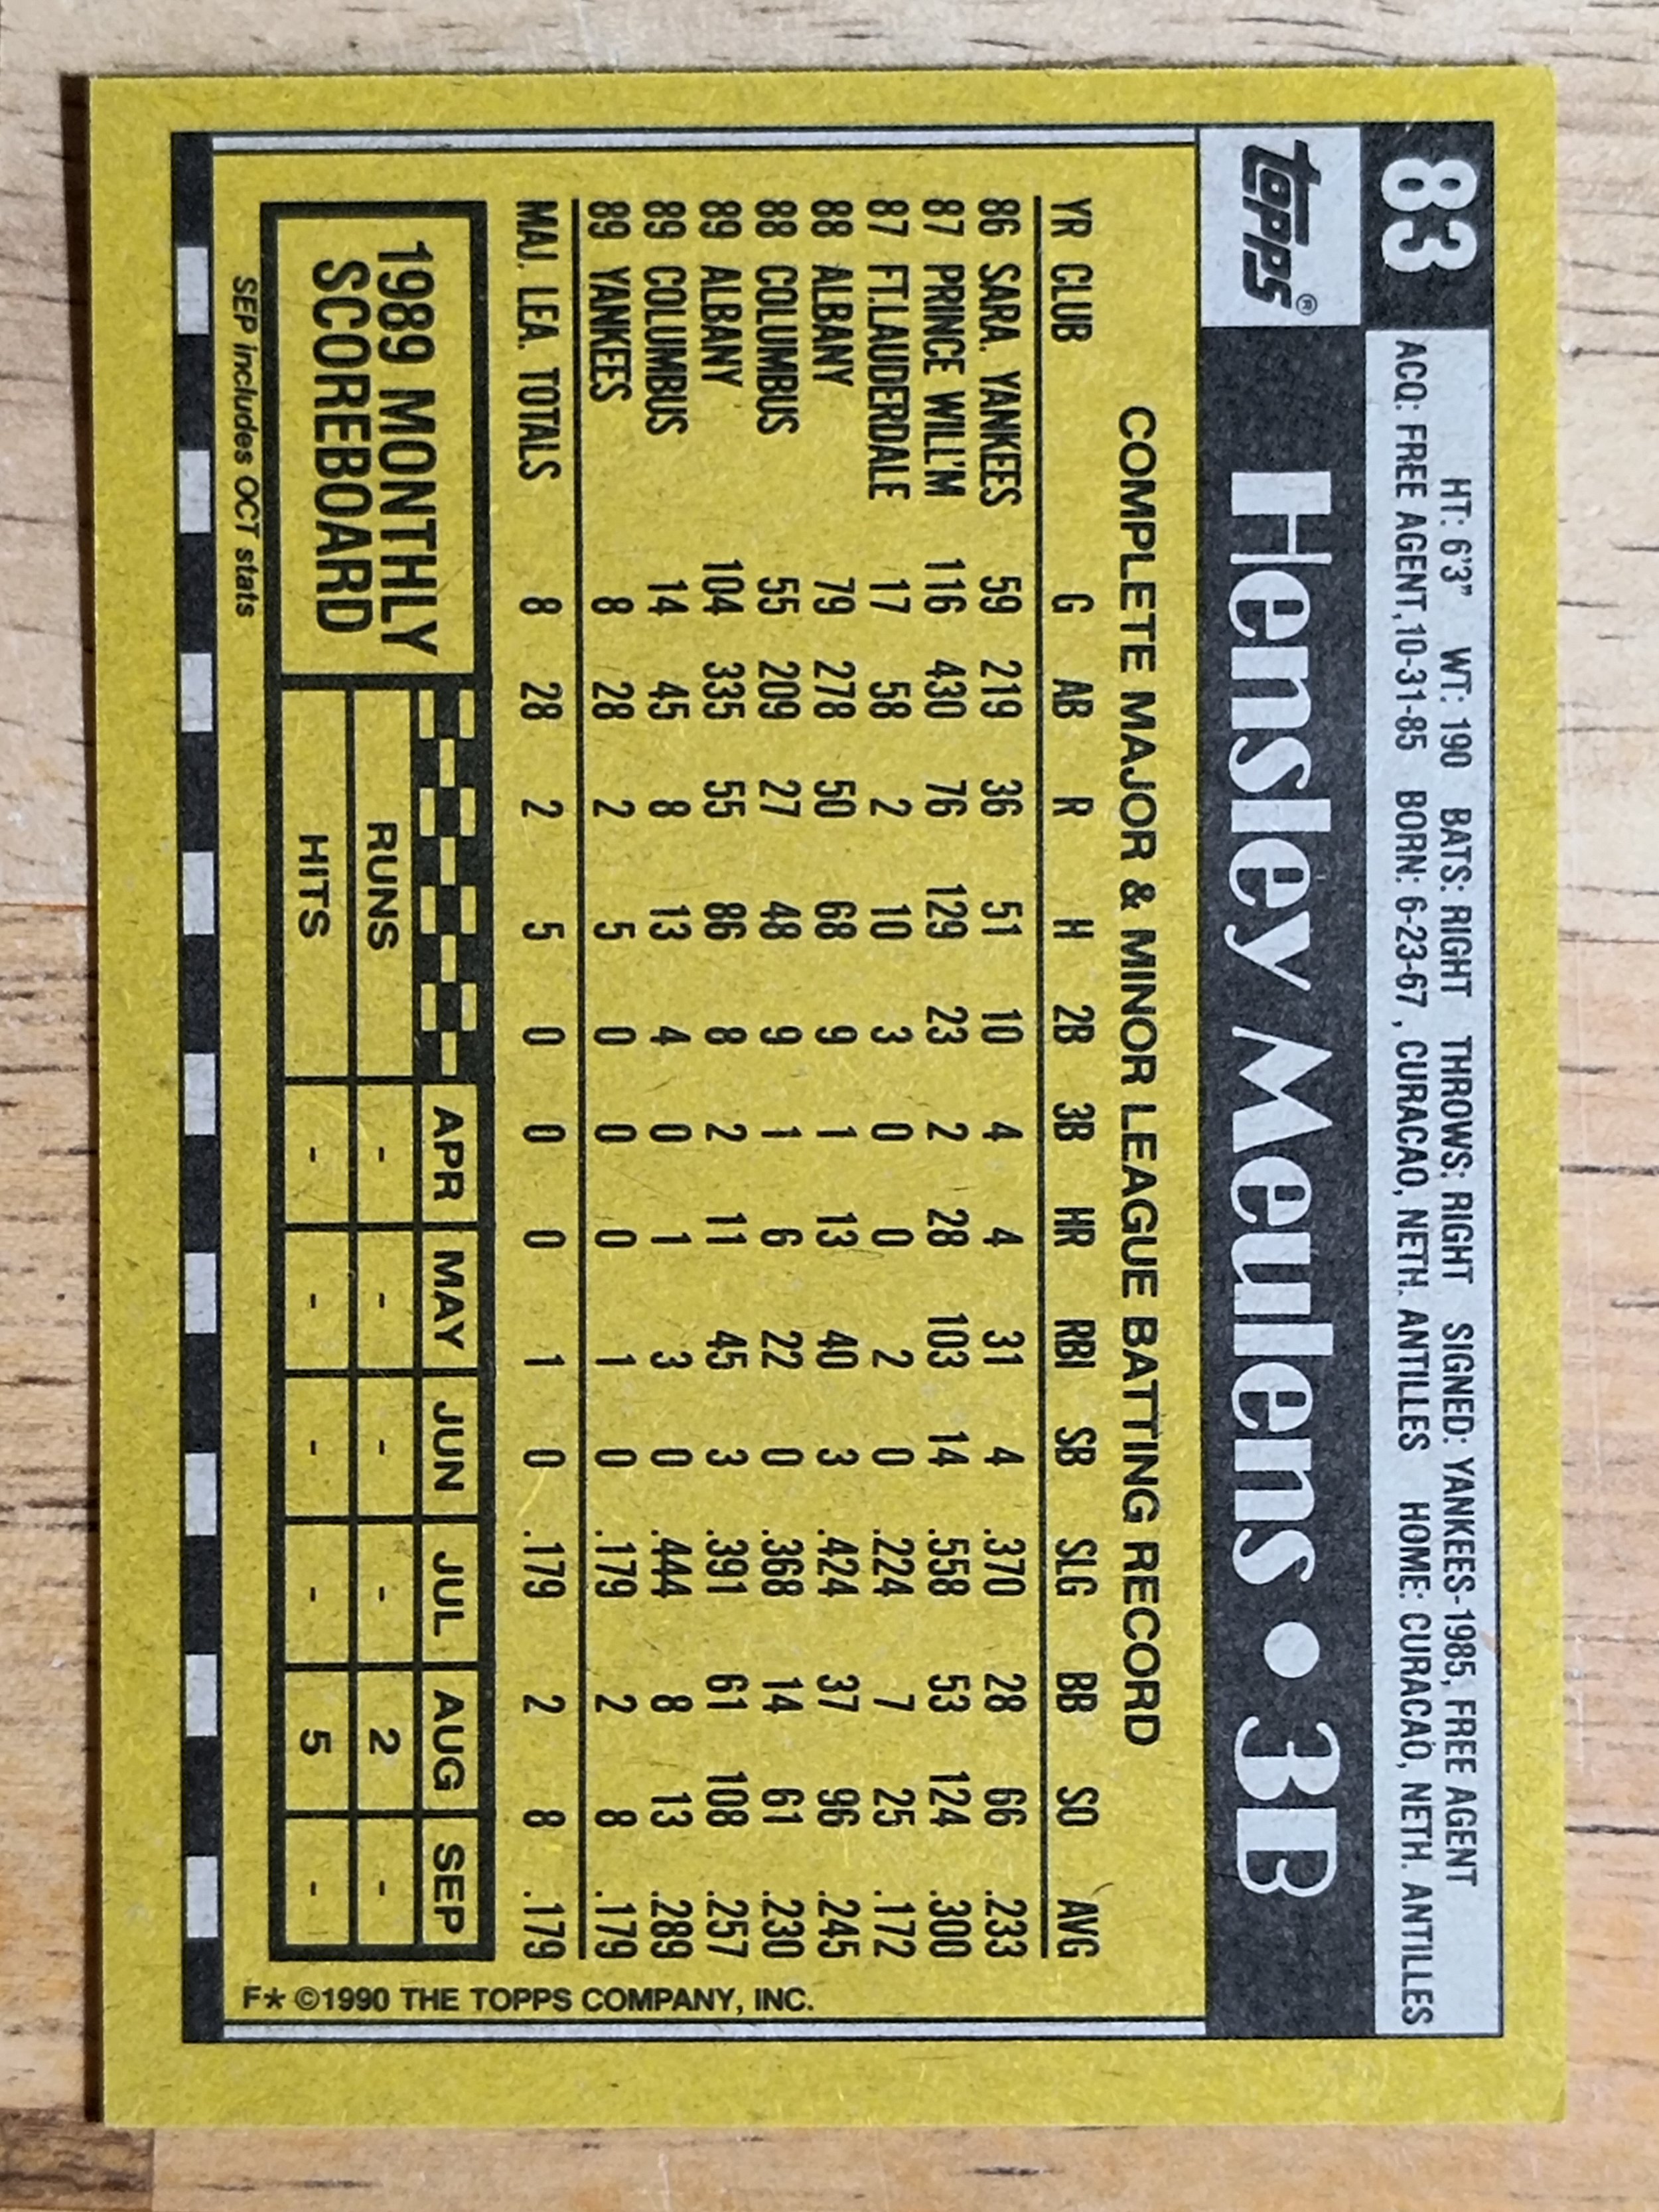 83
HT: 6'3" WT: 190 BATS: RIGHT THROWS: RIGHT SIGNED: YANKEES-1985, FREE AGENT
ACQ: FREE AGENT, 10-31-85 BORN: 6-23-67, CURACAO, NETH. ANTILLES HOME: CURACAO, NETH. ANTILLES
TOPPS® Hensley Meulens • 3B
COMPLETE MAJOR & MINOR LEAGUE BATTING RECORD
YR CLUB G AB R H 2B 3B HR RBI SB SLG BB SO AVG
86 SARA. YANKEES 59 219 36 51 10 4 4 31 4 .370 28 66 .233
87 PRINCE WILL'M 116 430 76 129 23 2 28 103 14 .558 53 124 .300
87 FT.LAUDERDALE 17 58 2 10 3 0 0 2 0 .224 7 25 .172
88 ALBANY 79 278 50 68 9 1 13 40 3 .424 37 96 .245
88 COLUMBUS 55 209 27 48 9 1 6 22 0 .368 14 61 .230
89 ALBANY 104 335 55 86 8 2 11 45 3 .391 61 108 .257
89 COLUMBUS 14 45 8 13 4 0 1 3 0 .444 8 13 .289
89 YANKEES 8 28 2 5 0 0 0 1 0 .179 2 8 .179
MAJ. LEA. TOTALS 8 28 2 5 0 0 0 1 0 .179 2 8 .179
1989 MONTHLY
SCOREBOARD
APR MAY JUN JUL AUG SEP
RUNS - - - - 2 -
HITS - - - - 5 -
SEP includes OCT stats
F* ©1990 THE TOPPS COMPANY, INC.